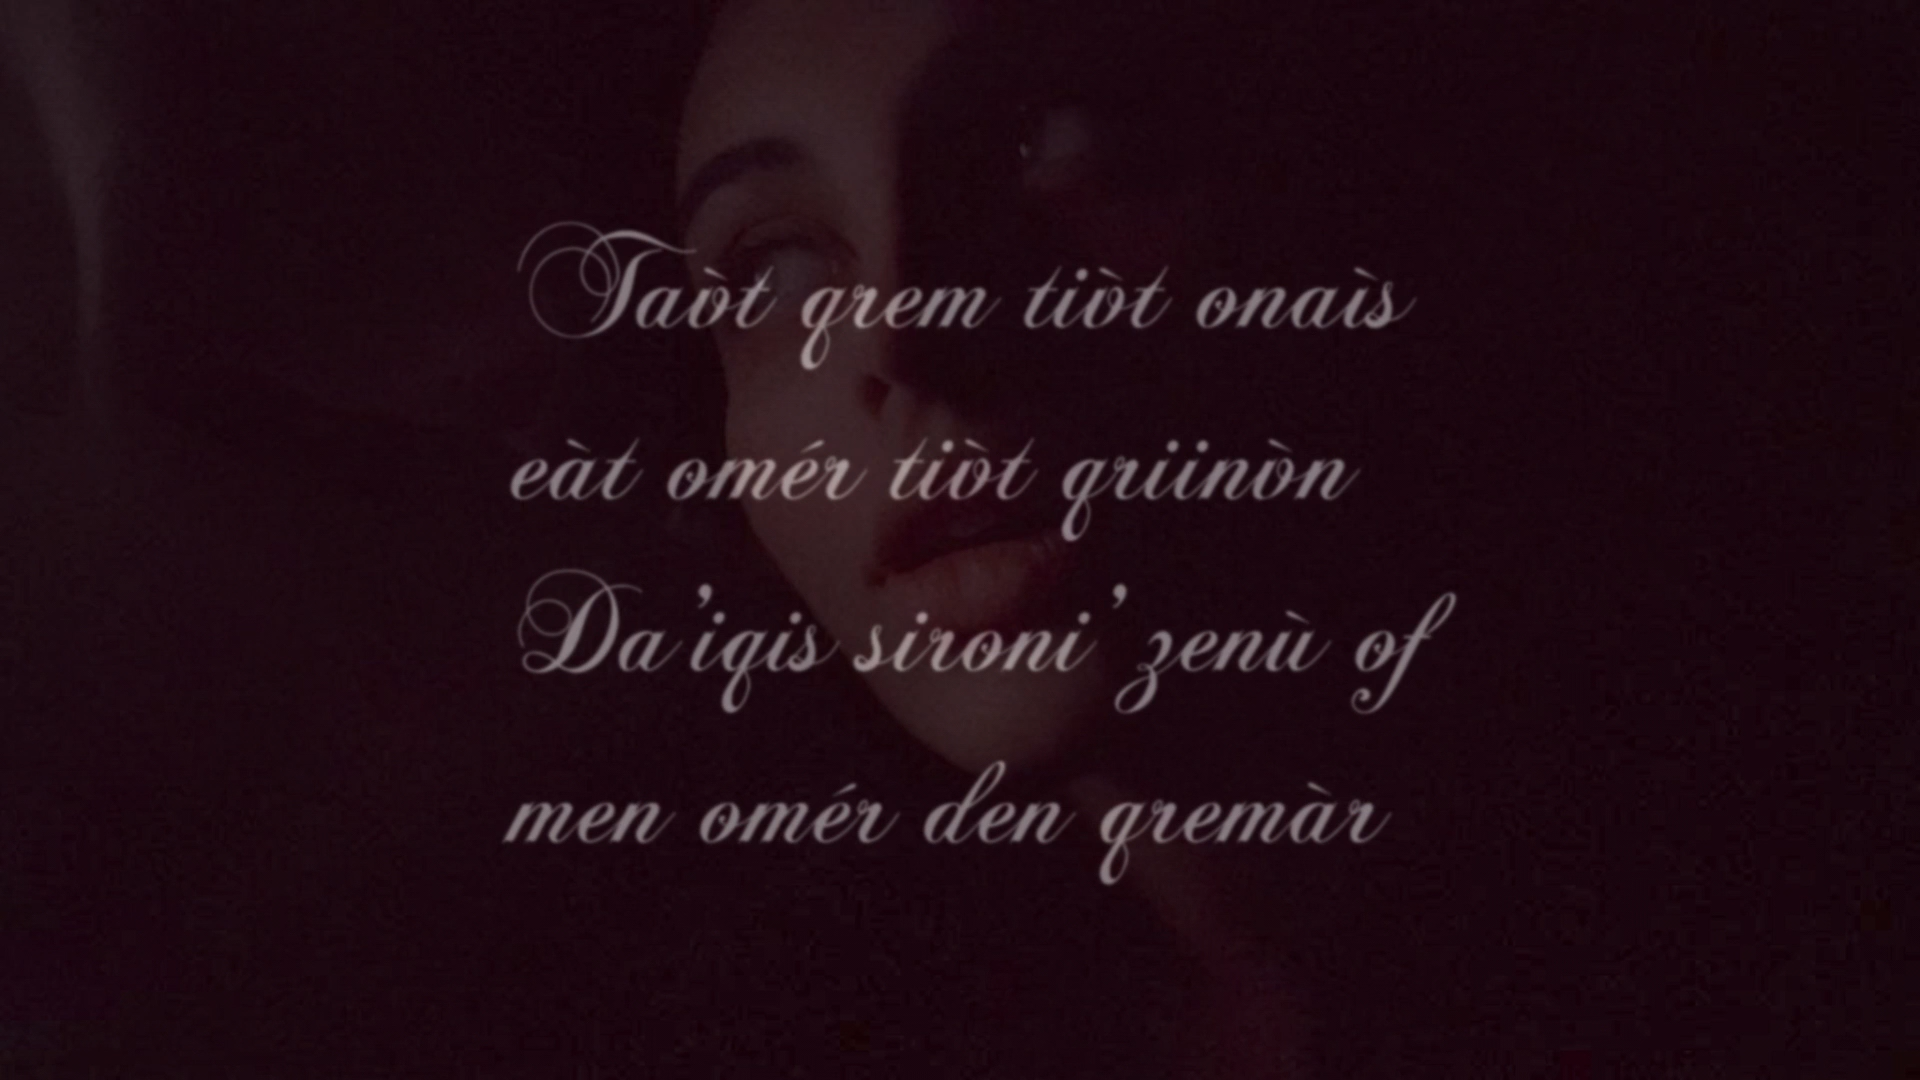 Taòt qrem tiòt onaìs
eàt omér tiòt qriinòn
Da'iqis sironi' zenù of
men omér den qremàr